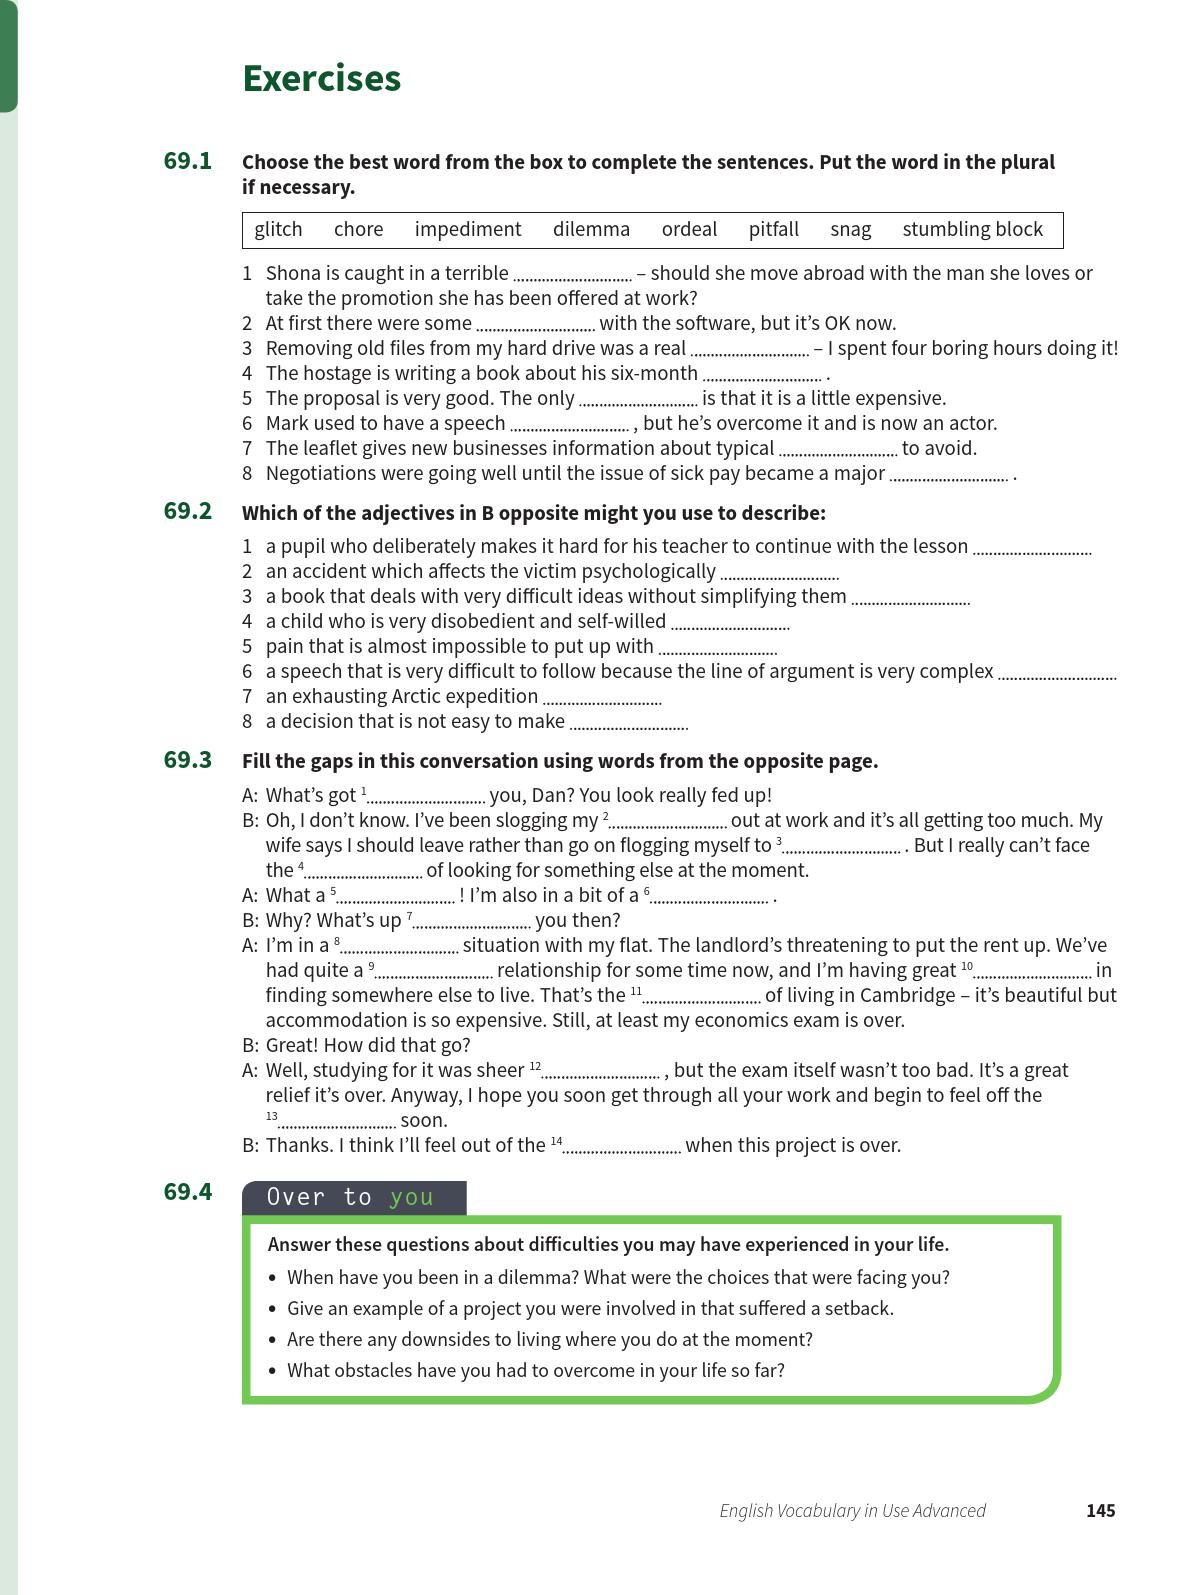 Exercises
69.1 Choose the best word from the box to complete the sentences. Put the word in the plural
if necessary.
glitch chore impediment dilemma ordeal pitfall snag stumbling block
1 Shona is caught in a terrible ............................ – should she move abroad with the man she loves or
take the promotion she has been offered at work?
2 At first there were some ............................ with the software, but it’s OK now.
3 Removing old files from my hard drive was a real ............................ – I spent four boring hours doing it!
4 The hostage is writing a book about his six-month ............................ .
5 The proposal is very good. The only ............................ is that it is a little expensive.
6 Mark used to have a speech ............................ , but he’s overcome it and is now an actor.
7 The leaflet gives new businesses information about typical ............................ to avoid.
8 Negotiations were going well until the issue of sick pay became a major ............................ .
69.2 Which of the adjectives in B opposite might you use to describe:
1 a pupil who deliberately makes it hard for his teacher to continue with the lesson ............................
2 an accident which affects the victim psychologically ............................
3 a book that deals with very difficult ideas without simplifying them ............................
4 a child who is very disobedient and self-willed ............................
5 pain that is almost impossible to put up with ............................
6 a speech that is very difficult to follow because the line of argument is very complex ............................
7 an exhausting Arctic expedition ............................
8 a decision that is not easy to make ............................
69.3 Fill the gaps in this conversation using words from the opposite page.
A: What’s got 1............................ you, Dan? You look really fed up!
B: Oh, I don’t know. I’ve been slogging my 2............................ out at work and it’s all getting too much. My
wife says I should leave rather than go on flogging myself to 3............................ . But I really can’t face
the 4............................ of looking for something else at the moment.
A: What a 5............................ ! I’m also in a bit of a 6............................ .
B: Why? What’s up 7............................ you then?
A: I’m in a 8............................ situation with my flat. The landlord’s threatening to put the rent up. We’ve
had quite a 9............................ relationship for some time now, and I’m having great 10............................ in
finding somewhere else to live. That’s the 11............................ of living in Cambridge – it’s beautiful but
accommodation is so expensive. Still, at least my economics exam is over.
B: Great! How did that go?
A: Well, studying for it was sheer 12............................ , but the exam itself wasn’t too bad. It’s a great
relief it’s over. Anyway, I hope you soon get through all your work and begin to feel off the
13............................ soon.
B: Thanks. I think I’ll feel out of the 14............................ when this project is over.
69.4 Over to you
Answer these questions about difficulties you may have experienced in your life.
• When have you been in a dilemma? What were the choices that were facing you?
• Give an example of a project you were involved in that suffered a setback.
• Are there any downsides to living where you do at the moment?
• What obstacles have you had to overcome in your life so far?
English Vocabulary in Use Advanced 145